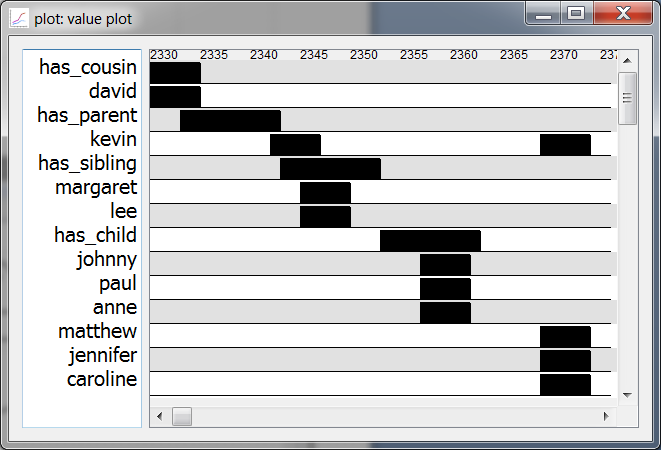 plot: value plot
2330 2335 2340 2345 2350 2355 2360 2365 2370
has_cousin
david
has_parent
kevin
has_sibling
margaret
lee
has_child
johnny
paul
anne
matthew
jennifer
caroline